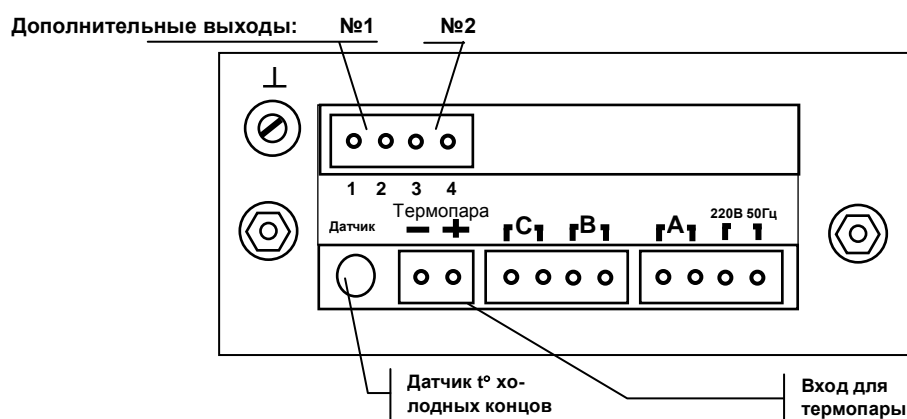 Дополнительные выходы: №1 №2
⊥
1 2 3 4
Термопара
Датчик − + C B A 220В 50Гц
Датчик tº хо-
лодных концов
Вход для
термопары